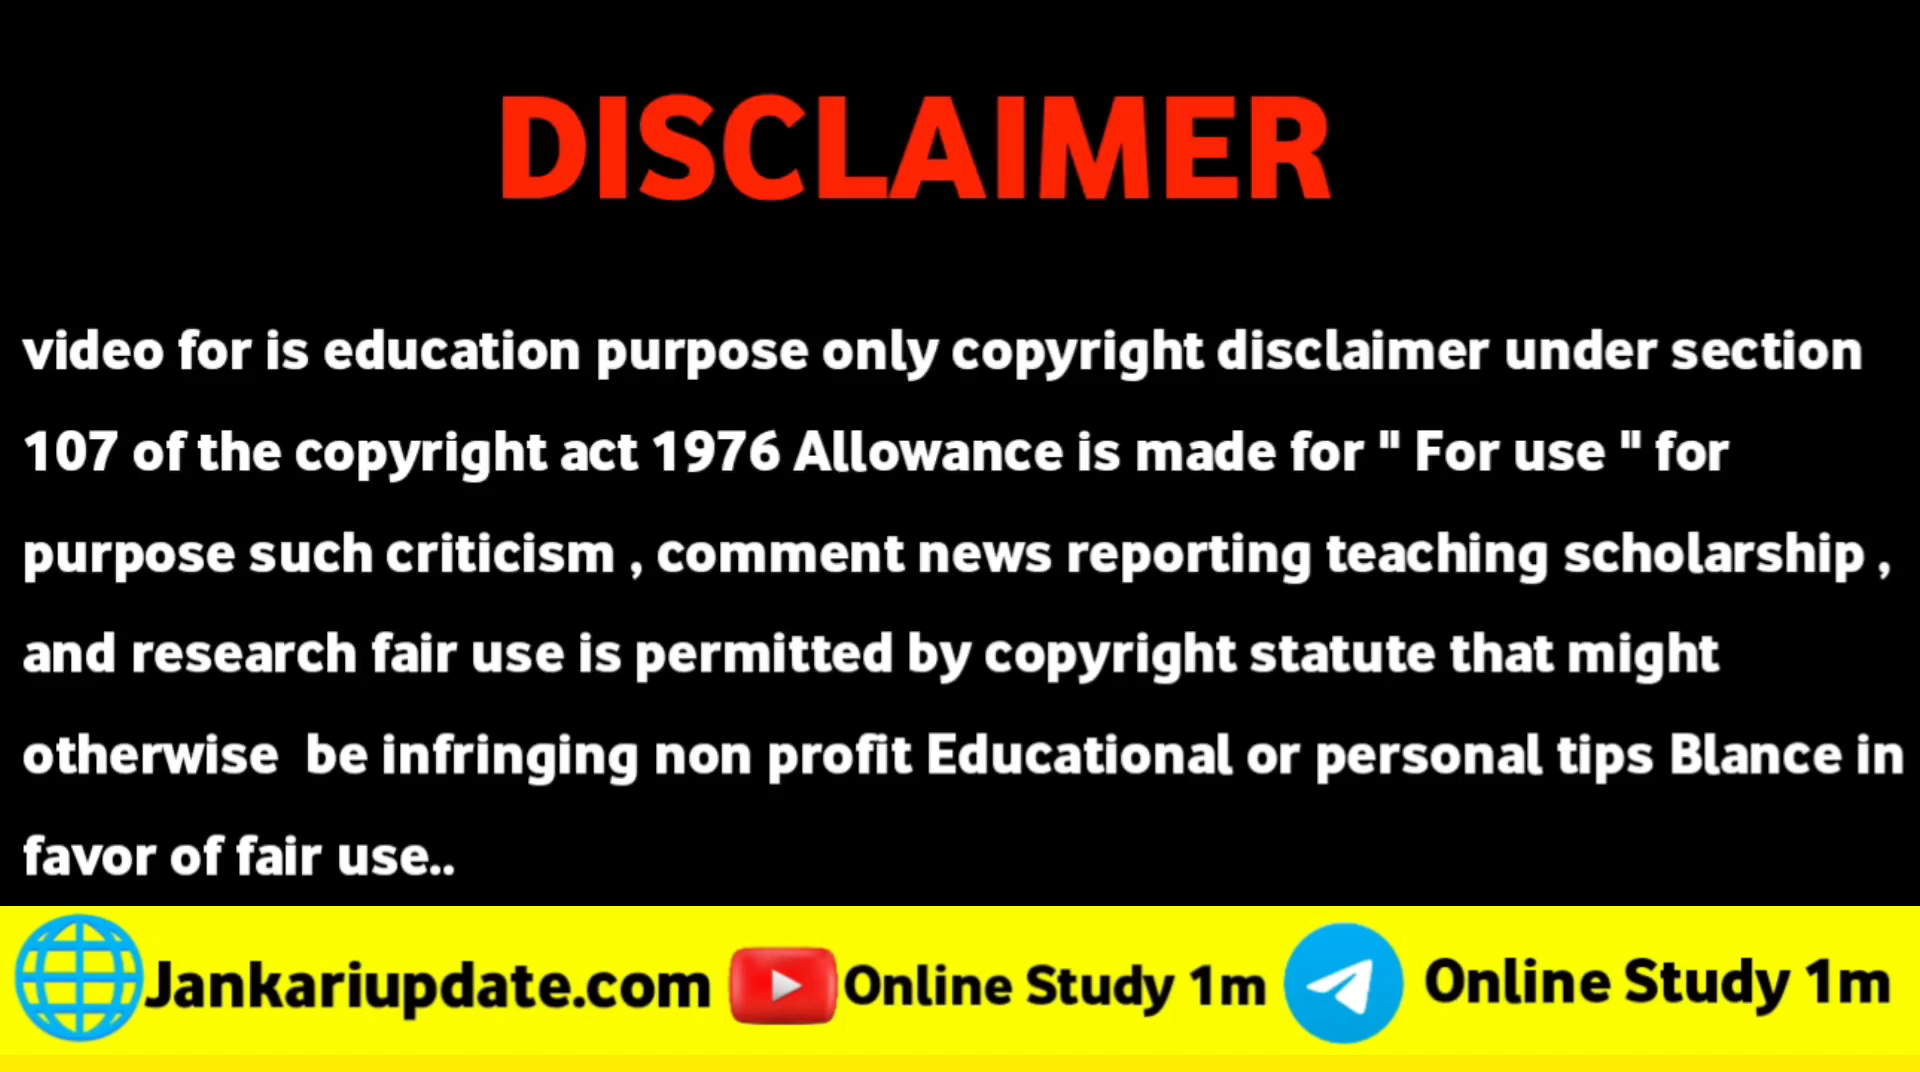 DISCLAIMER
video for is education purpose only copyright disclaimer under section
107 of the copyright act 1976 Allowance is made for " For use " for
purpose such criticism , comment news reporting teaching scholarship ,
and research fair use is permitted by copyright statute that might
otherwise  be infringing non profit Educational or personal tips Blance in
favor of fair use..
Jankariupdate.com Online Study 1m Online Study 1m